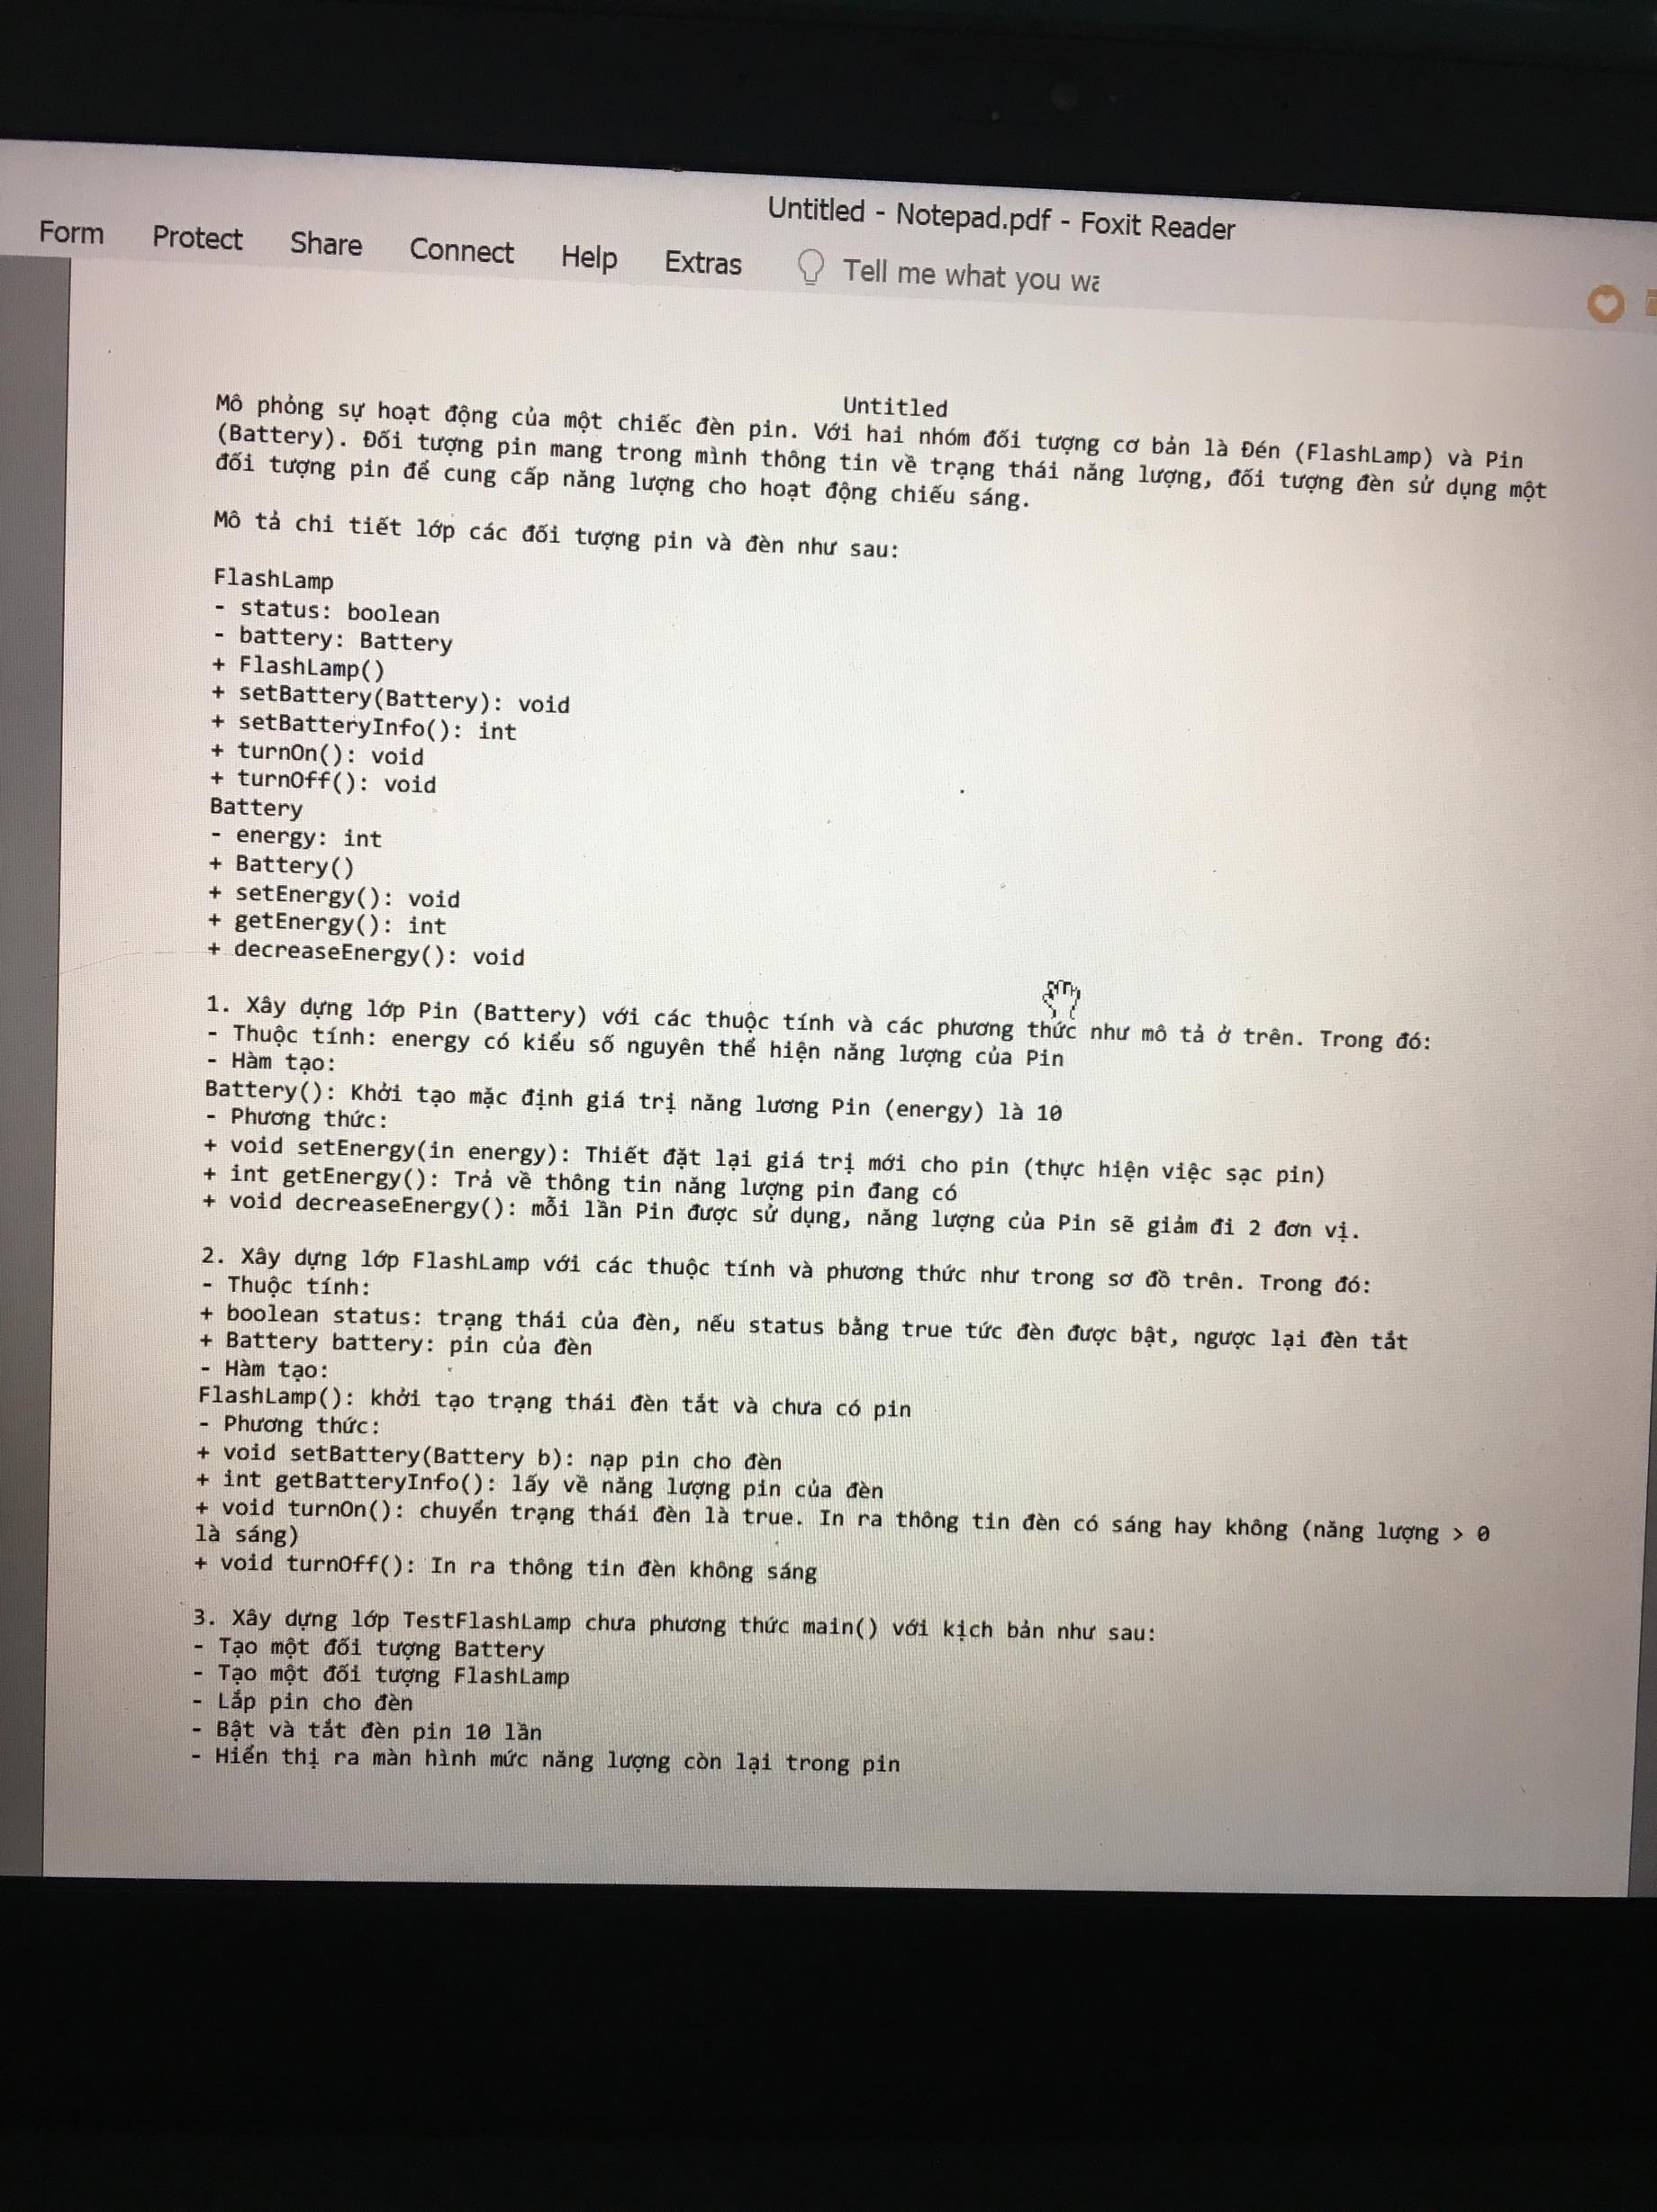 Untitled - Notepad.pdf - Foxit Reader
Form Protect Share Connect Help Extras Tell me what you wa
Untitled
Mô phỏng sự hoạt động của một chiếc đèn pin. Với hai nhóm đối tượng cơ bản là Đén (FlashLamp) và Pin
(Battery). Đối tượng pin mang trong mình thông tin về trạng thái năng lượng, đối tượng đèn sử dụng một
đối tượng pin để cung cấp năng lượng cho hoạt động chiếu sáng.
Mô tả chi tiết lớp các đối tượng pin và đèn như sau:
FlashLamp
- status: boolean
- battery: Battery
+ FlashLamp()
+ setBattery(Battery): void
+ setBatteryInfo(): int
+ turnOn(): void
+ turnOff(): void
Battery
- energy: int
+ Battery()
+ setEnergy(): void
+ getEnergy(): int
+ decreaseEnergy(): void
1. Xây dựng lớp Pin (Battery) với các thuộc tính và các phương thức như mô tả ở trên. Trong đó:
- Thuộc tính: energy có kiểu số nguyên thể hiện năng lượng của Pin
- Hàm tạo:
Battery(): Khởi tạo mặc định giá trị năng lương Pin (energy) là 10
- Phương thức:
+ void setEnergy(in energy): Thiết đặt lại giá trị mới cho pin (thực hiện việc sạc pin)
+ int getEnergy(): Trả về thông tin năng lượng pin đang có
+ void decreaseEnergy(): mỗi lần Pin được sử dụng, năng lượng của Pin sẽ giảm đi 2 đơn vị.
2. Xây dựng lớp FlashLamp với các thuộc tính và phương thức như trong sơ đồ trên. Trong đó:
- Thuộc tính:
+ boolean status: trạng thái của đèn, nếu status bằng true tức đèn được bật, ngược lại đèn tắt
+ Battery battery: pin của đèn
- Hàm tạo:
FlashLamp(): khởi tạo trạng thái đèn tắt và chưa có pin
- Phương thức:
+ void setBattery(Battery b): nạp pin cho đèn
+ int getBatteryInfo(): lấy về năng lượng pin của đèn
+ void turnOn(): chuyển trạng thái đèn là true. In ra thông tin đèn có sáng hay không (năng lượng > 0
là sáng)
+ void turnOff(): In ra thông tin đèn không sáng
3. Xây dựng lớp TestFlashLamp chưa phương thức main() với kịch bản như sau:
- Tạo một đối tượng Battery
- Tạo một đối tượng FlashLamp
- Lắp pin cho đèn
- Bật và tắt đèn pin 10 lần
- Hiển thị ra màn hình mức năng lượng còn lại trong pin